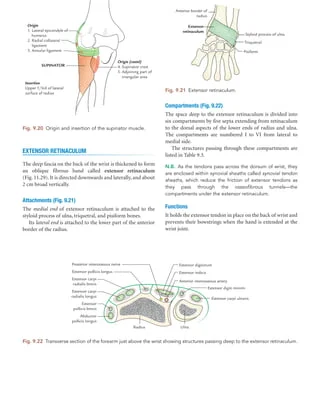 Origin
1. Lateral epicondyle of
humerus
2. Radial collateral
ligament
3. Annular ligament
SUPINATOR
Origin (contd)
4. Supinator crest
5. Adjoining part of
triangular area
Insertion
Upper 1/3rd of lateral
surface of radius
Fig. 9.20 Origin and insertion of the supinator muscle.
EXTENSOR RETINACULUM
The deep fascia on the back of the wrist is thickened to form
an oblique fibrous band called extensor retinaculum
(Fig. 11.29). It is directed downwards and laterally, and about
2 cm broad vertically.
Attachments (Fig. 9.21)
The medial end of extensor retinaculum is attached to the
styloid process of ulna, triquetral, and pisiform bones.
Its lateral end is attached to the lower part of the anterior
border of the radius.
Anterior border of
radius
Extensor
retinaculum
Styloid process of ulna
Triquetral
Pisiform
Fig. 9.21 Extensor retinaculum.
Compartments (Fig. 9.22)
The space deep to the extensor retinaculum is divided into
six compartments by five septa extending from retinaculum
to the dorsal aspects of the lower ends of radius and ulna.
The compartments are numbered I to VI from lateral to
medial side.
The structures passing through these compartments are
listed in Table 9.3.
N.B. As the tendons pass across the dorsum of wrist, they
are enclosed within synovial sheaths called synovial tendon
sheaths, which reduce the friction of extensor tendons as
they pass through the osseofibrous tunnels—the
compartments under the extensor retinaculum.
Functions
It holds the extensor tendon in place on the back of wrist and
prevents their bowstrings when the hand is extended at the
wrist joint.
Posterior interosseous nerve
Extensor pollicis longus
Extensor carpi
radialis brevis
Extensor carpi
radialis longus
Extensor
pollicis brevis
Abductor
pollicis longus
Extensor digitorum
Extensor indicis
Anterior interosseous artery
Extensor digiti minimi
Extensor carpi ulnaris
Radius
Ulna
Fig. 9.22 Transverse section of the forearm just above the wrist showing structures passing deep to the extensor retinaculum.